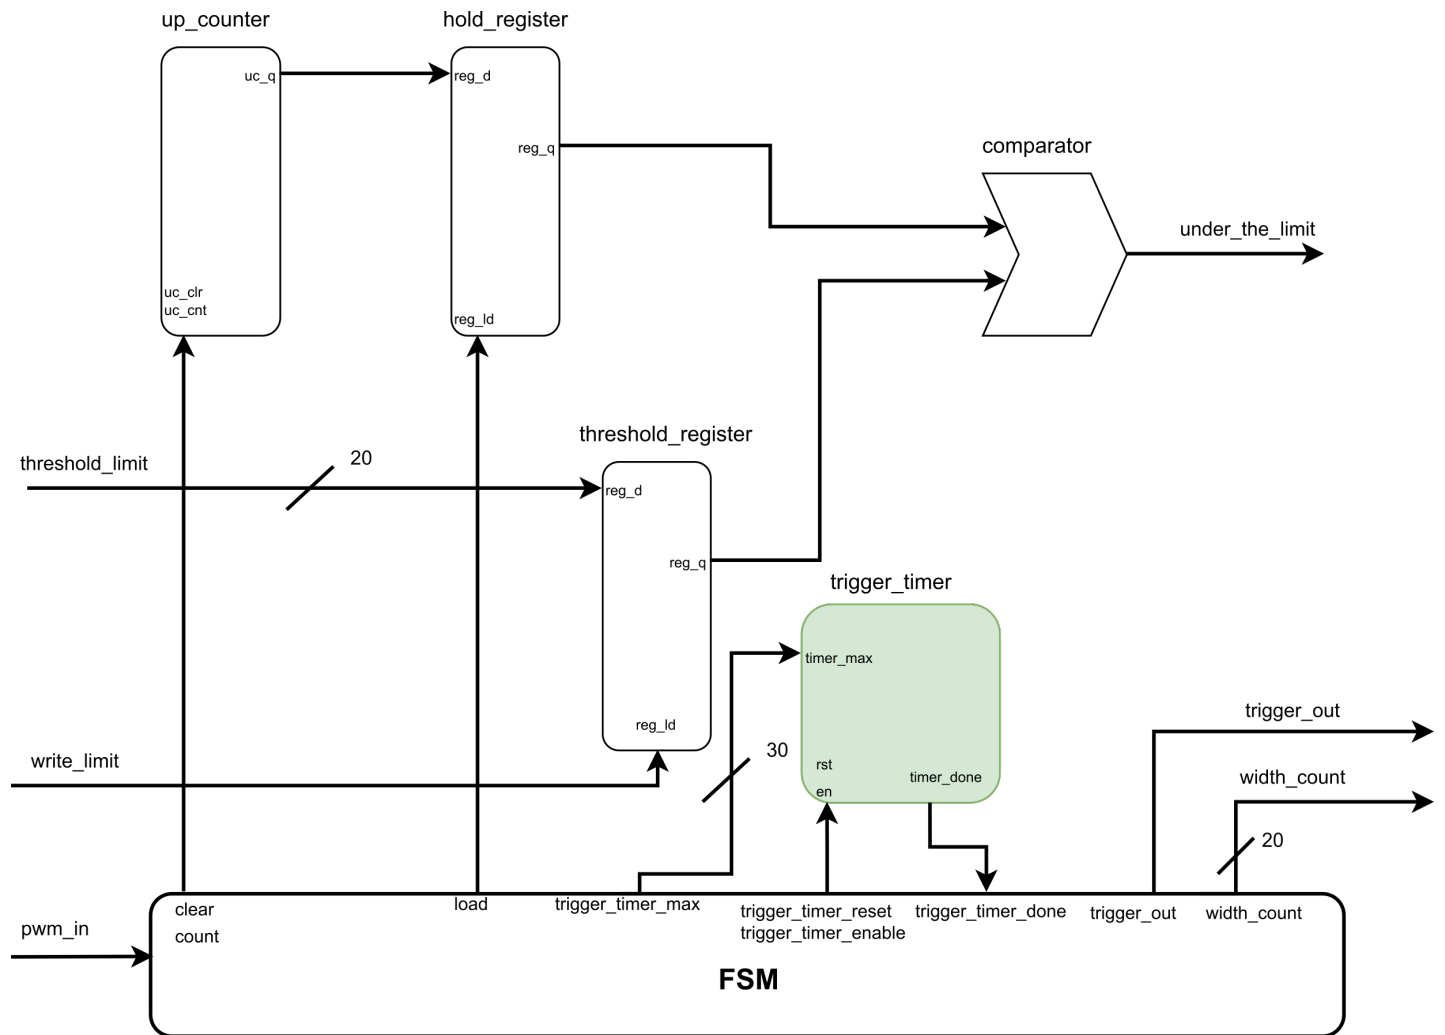 up_counter
hold_register
uc_q
reg_d
reg_q
comparator
under_the_limit
uc_clr
uc_cnt
reg_ld
threshold_register
threshold_limit
20
reg_d
reg_q
trigger_timer
timer_max
reg_ld
trigger_out
write_limit
30
rst
en
timer_done
width_count
20
clear
count
load
trigger_timer_max
trigger_timer_reset
trigger_timer_enable
trigger_timer_done
trigger_out
width_count
pwm_in
FSM